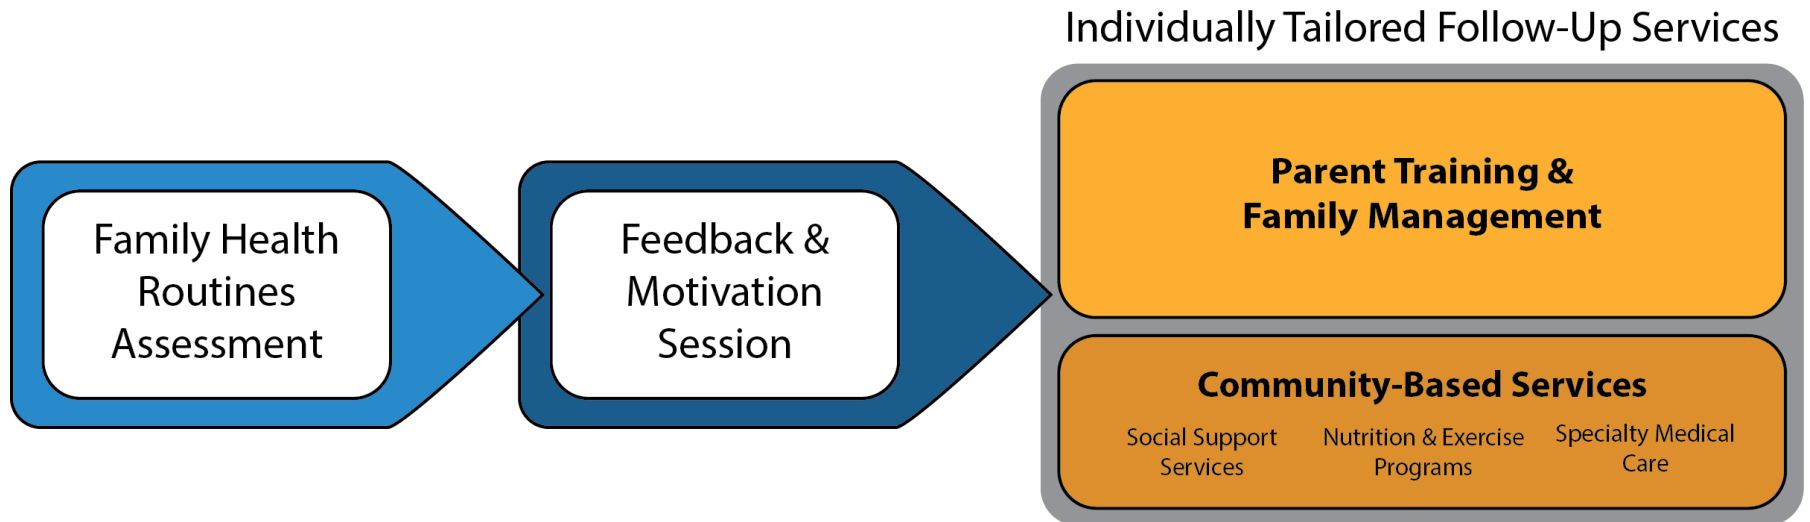 Individually Tailored Follow-Up Services
Family Health
Routines
Assessment
Feedback &
Motivation
Session
Parent Training &
Family Management
Community-Based Services
Social Support
Services
Nutrition & Exercise
Programs
Specialty Medical
Care